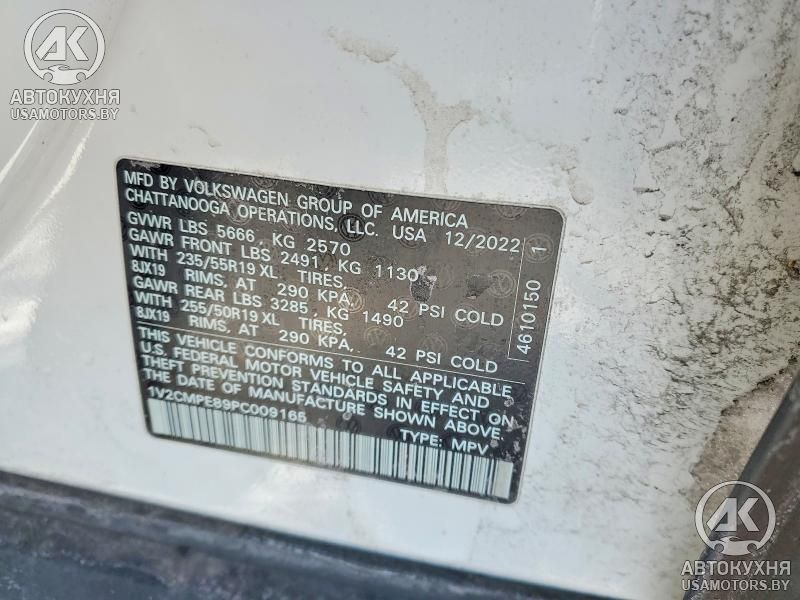 АК
АВТОКУХНЯ
USAMOTORS.BY
MFD BY VOLKSWAGEN GROUP OF AMERICA
CHATTANOOGA OPERATIONS, LLC. USA 12/2022
GVWR LBS 5666, KG 2570
GAWR FRONT LBS 2491, KG 1130
WITH 235/55R19 XL TIRES,
8JX19 RIMS, AT 290 KPA, 42 PSI COLD
GAWR REAR LBS 3285, KG 1490
WITH 255/50R19 XL TIRES,
8JX19 RIMS, AT 290 KPA, 42 PSI COLD
THIS VEHICLE CONFORMS TO ALL APPLICABLE
U.S. FEDERAL MOTOR VEHICLE SAFETY AND
THEFT PREVENTION STANDARDS IN EFFECT ON
THE DATE OF MANUFACTURE SHOWN ABOVE.
1V2CMPE89PC009165
TYPE: MPV
4610150 1
АК
АВТОКУХНЯ
USAMOTORS.BY